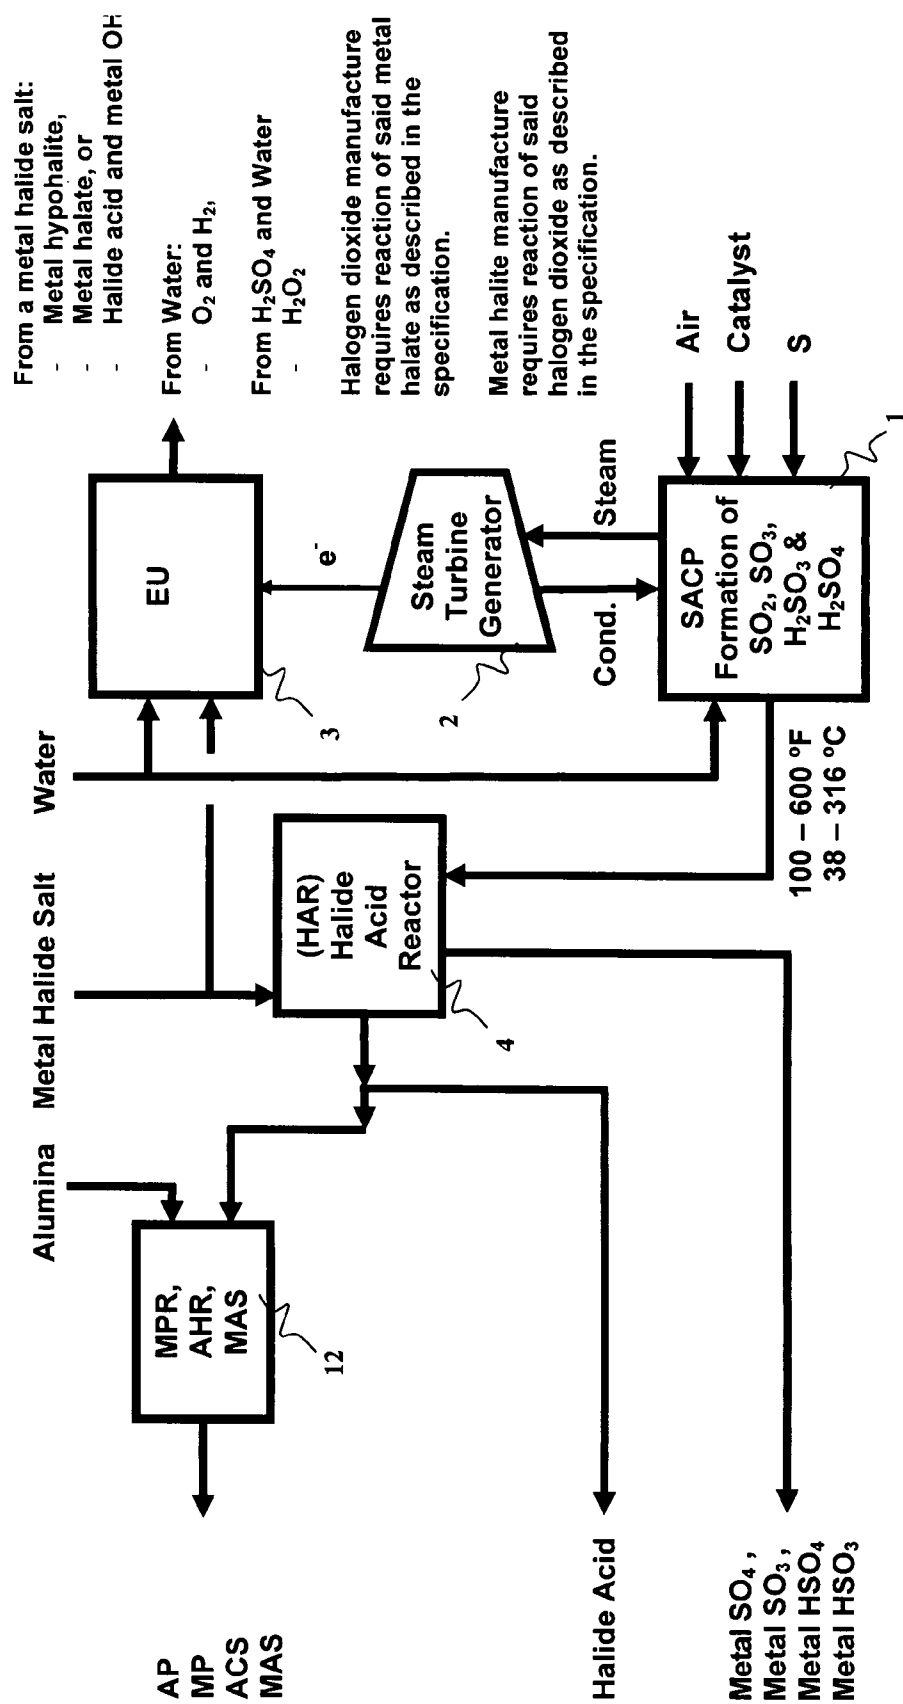 From a metal halide salt:
- Metal hypohalite,
- Metal halate, or
- Halide acid and metal OH
From Water:
- O₂ and H₂,
From H₂SO₄ and Water
- H₂O₂
Halogen dioxide manufacture
requires reaction of said metal
halate as described in the
specification.
Metal halite manufacture
requires reaction of said
halogen dioxide as described
in the specification.
Air
Catalyst
S
EU
3
e⁻
Steam
Turbine
Generator
2
Steam
Cond.
SACP
Formation of
SO₂, SO₃,
H₂SO₃ &
H₂SO₄
1
Water
Metal Halide Salt
Alumina
100 – 600 ºF
38 – 316 ºC
(HAR)
Halide
Acid
Reactor
4
MPR,
AHR,
MAS
12
AP
MP
ACS
MAS
Halide Acid
Metal SO₄ ,
Metal SO₃ ,
Metal HSO₄
Metal HSO₃